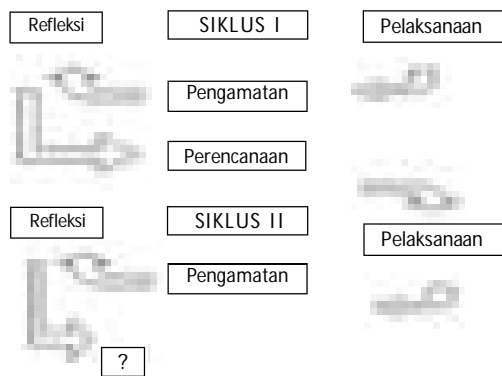 Refleksi
SIKLUS I
Pelaksanaan
Pengamatan
Perencanaan
Refleksi
SIKLUS II
Pelaksanaan
Pengamatan
?